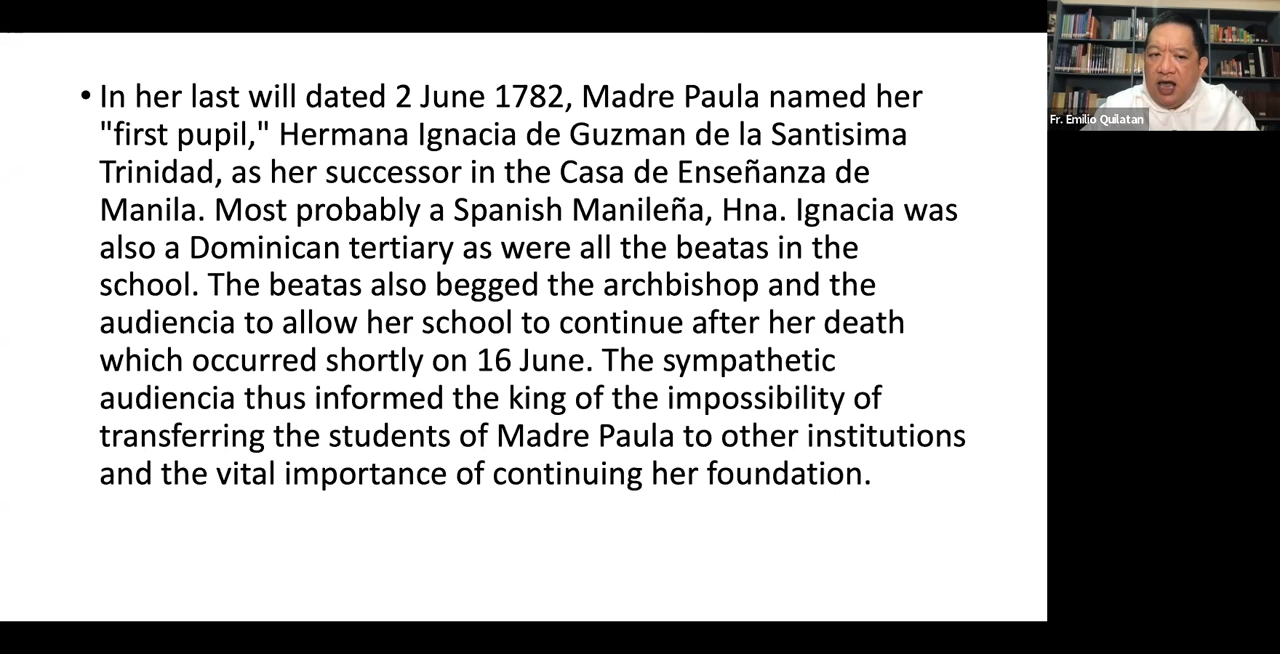 • In her last will dated 2 June 1782, Madre Paula named her
"first pupil," Hermana Ignacia de Guzman de la Santisima
Trinidad, as her successor in the Casa de Enseñanza de
Manila. Most probably a Spanish Manileña, Hna. Ignacia was
also a Dominican tertiary as were all the beatas in the
school. The beatas also begged the archbishop and the
audiencia to allow her school to continue after her death
which occurred shortly on 16 June. The sympathetic
audiencia thus informed the king of the impossibility of
transferring the students of Madre Paula to other institutions
and the vital importance of continuing her foundation.
Fr. Emilio Quilatan